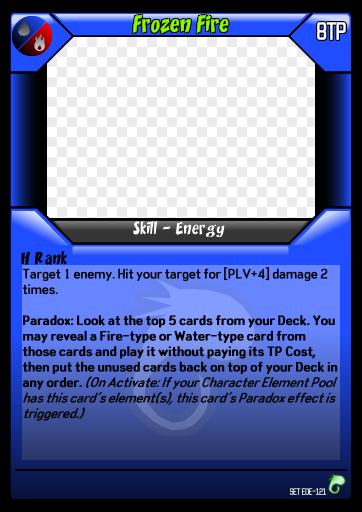 Frozen Fire
8TP
Skill - Energy
H Rank
Target 1 enemy. Hit your target for [PLV+4] damage 2
times.
Paradox: Look at the top 5 cards from your Deck. You
may reveal a Fire-type or Water-type card from
those cards and play it without paying its TP Cost,
then put the unused cards back on top of your Deck in
any order. (On Activate: If your Character Element Pool
has this card's element(s), this card's Paradox effect is
triggered.)
SET EOE-121